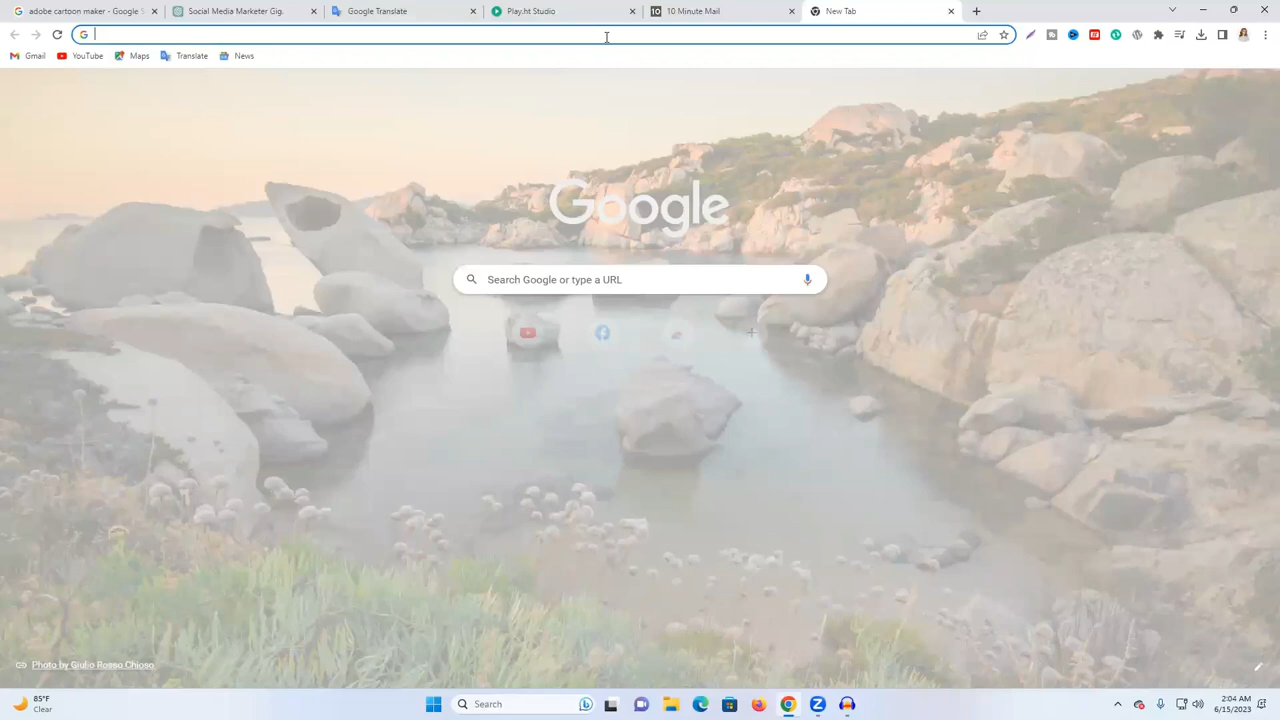 adobe cartoon maker - Google S
Social Media Marketer Gig.
Google Translate
Play.ht Studio
10 10 Minute Mail
New Tab
Gmail
YouTube
Maps
Translate
News
Google
Search Google or type a URL
Photo by Giulio Rosso Chioso
85°F
Clear
Search
2:04 AM
6/15/2023